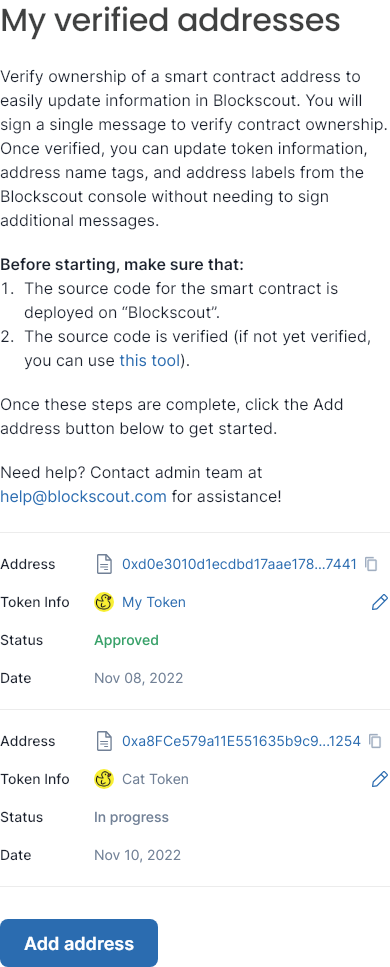 My verified addresses
Verify ownership of a smart contract address to
easily update information in Blockscout. You will
sign a single message to verify contract ownership.
Once verified, you can update token information,
address name tags, and address labels from the
Blockscout console without needing to sign
additional messages.
Before starting, make sure that:
1. The source code for the smart contract is
deployed on “Blockscout”.
2. The source code is verified (if not yet verified,
you can use this tool).
Once these steps are complete, click the Add
address button below to get started.
Need help? Contact admin team at
help@blockscout.com for assistance!
Address 0xd0e3010d1ecdbd17aae178...7441
Token Info My Token
Status Approved
Date Nov 08, 2022
Address 0xa8FCe579a11E551635b9c9...1254
Token Info Cat Token
Status In progress
Date Nov 10, 2022
Add address